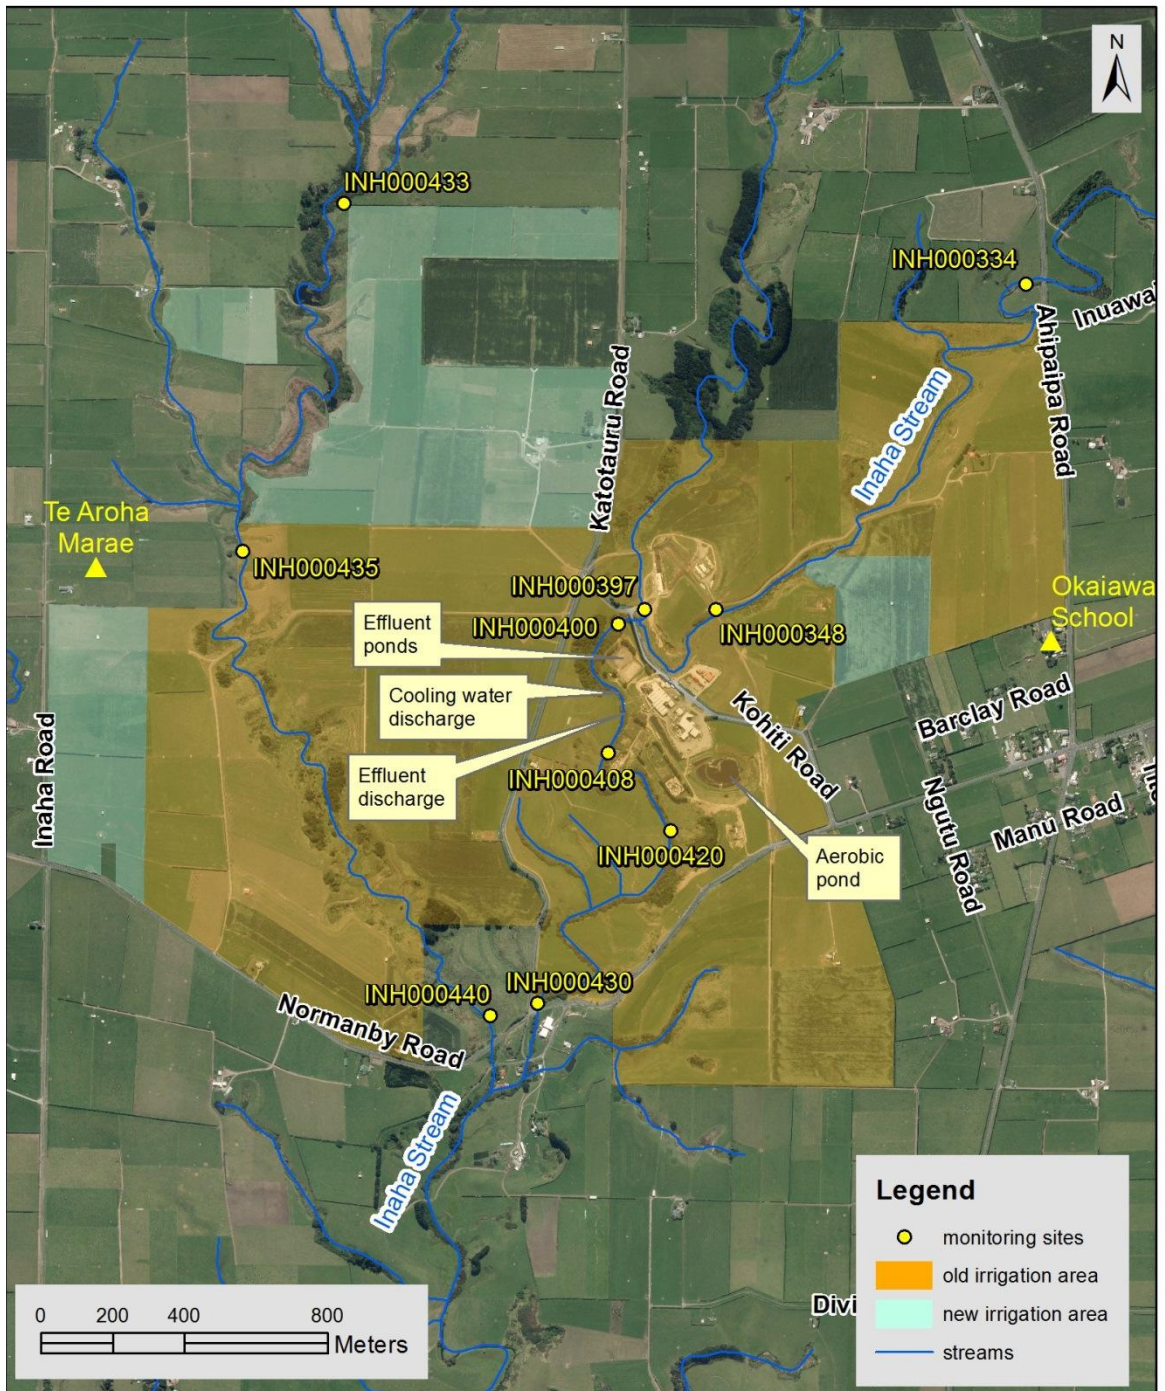 N
INH000433
INH000334
Ahipaipa Road
Katotauru Road
Inaha Stream
Te Aroha
Marae
INH000435
INH000397
INH000400
INH000348
Okaiawa
School
Effluent
ponds
Cooling water
discharge
Effluent
discharge
Kohiti Road
Barclay Road
Inaha Road
INH000408
Ngutu Road
Manu Road
INH000420
Aerobic
pond
INH000440
INH000430
Normanby Road
Inaha Stream
Legend
monitoring sites
old irrigation area
new irrigation area
streams
0 200 400 800
Meters